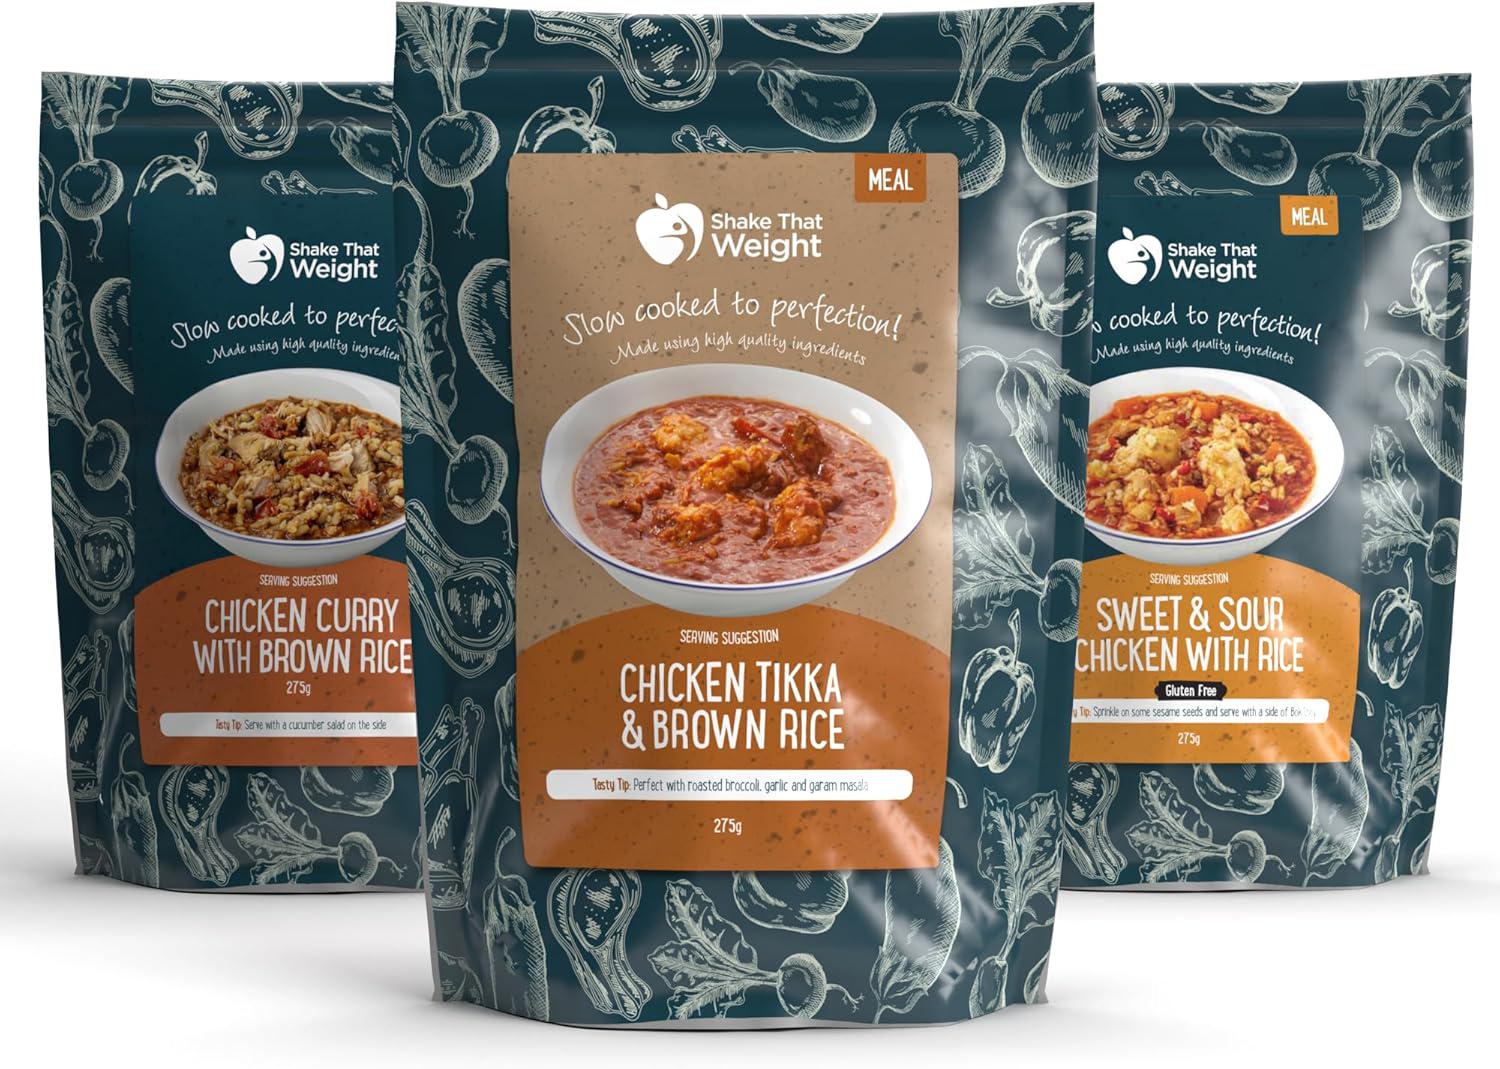 Shake That
Weight
Slow cooked to
Made using high quality
SERVING SUGGESTION
CHICKEN CURRY
WITH BROWN RICE
275g
Tasty Tip: Serve with a cucumber salad on the side
MEAL
Shake That
Weight
Slow cooked to perfection!
Made using high quality ingredients
SERVING SUGGESTION
CHICKEN TIKKA
& BROWN RICE
Tasty Tip: Perfect with roasted broccoli, garlic and garam masala
275g
MEAL
Shake That
Weight
cooked to perfection!
Made using high quality ingredients
SERVING SUGGESTION
SWEET & SOUR
CHICKEN WITH RICE
Gluten Free
Tip: Sprinkle on some sesame seeds and serve with a side of Bok
275g